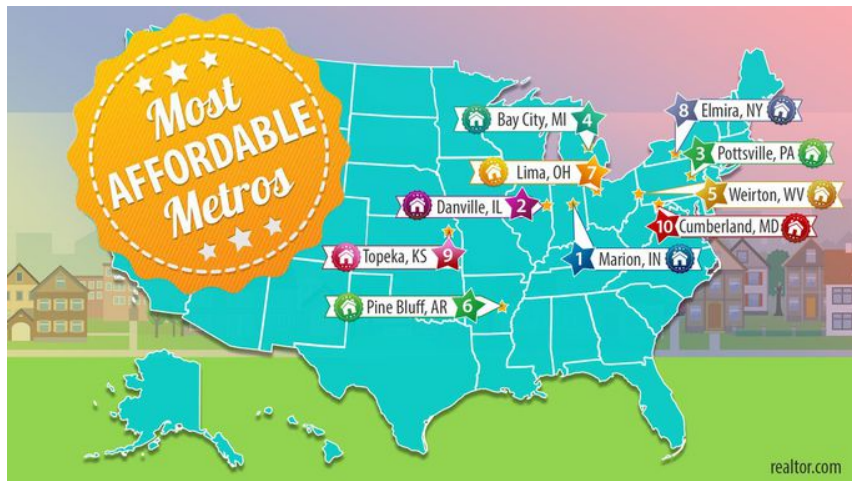 Most
AFFORDABLE
Metros
Bay City, MI 4
8 Elmira, NY
3 Pottsville, PA
Lima, OH 7
5 Weirton, WV
Danville, IL 2
10 Cumberland, MD
Topeka, KS 9
1 Marion, IN
Pine Bluff, AR 6
realtor.com